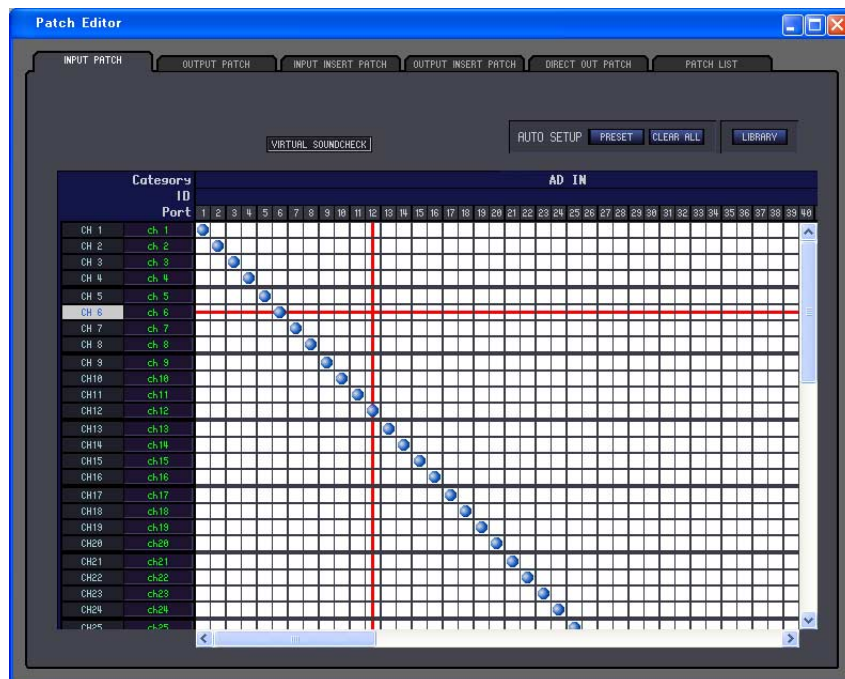 Patch Editor
INPUT PATCH OUTPUT PATCH INPUT INSERT PATCH OUTPUT INSERT PATCH DIRECT OUT PATCH PATCH LIST
VIRTUAL SOUNDCHECK AUTO SETUP PRESET CLEAR ALL LIBRARY
Category AD IN
ID
Port 1 2 3 4 5 6 7 8 9 10 11 12 13 14 15 16 17 18 19 20 21 22 23 24 25 26 27 28 29 30 31 32 33 34 35 36 37 38 39 40
CH 1 ch 1
CH 2 ch 2
CH 3 ch 3
CH 4 ch 4
CH 5 ch 5
CH 6 ch 6
CH 7 ch 7
CH 8 ch 8
CH 9 ch 9
CH10 ch10
CH11 ch11
CH12 ch12
CH13 ch13
CH14 ch14
CH15 ch15
CH16 ch16
CH17 ch17
CH18 ch18
CH19 ch19
CH20 ch20
CH21 ch21
CH22 ch22
CH23 ch23
CH24 ch24
CH25 ch25